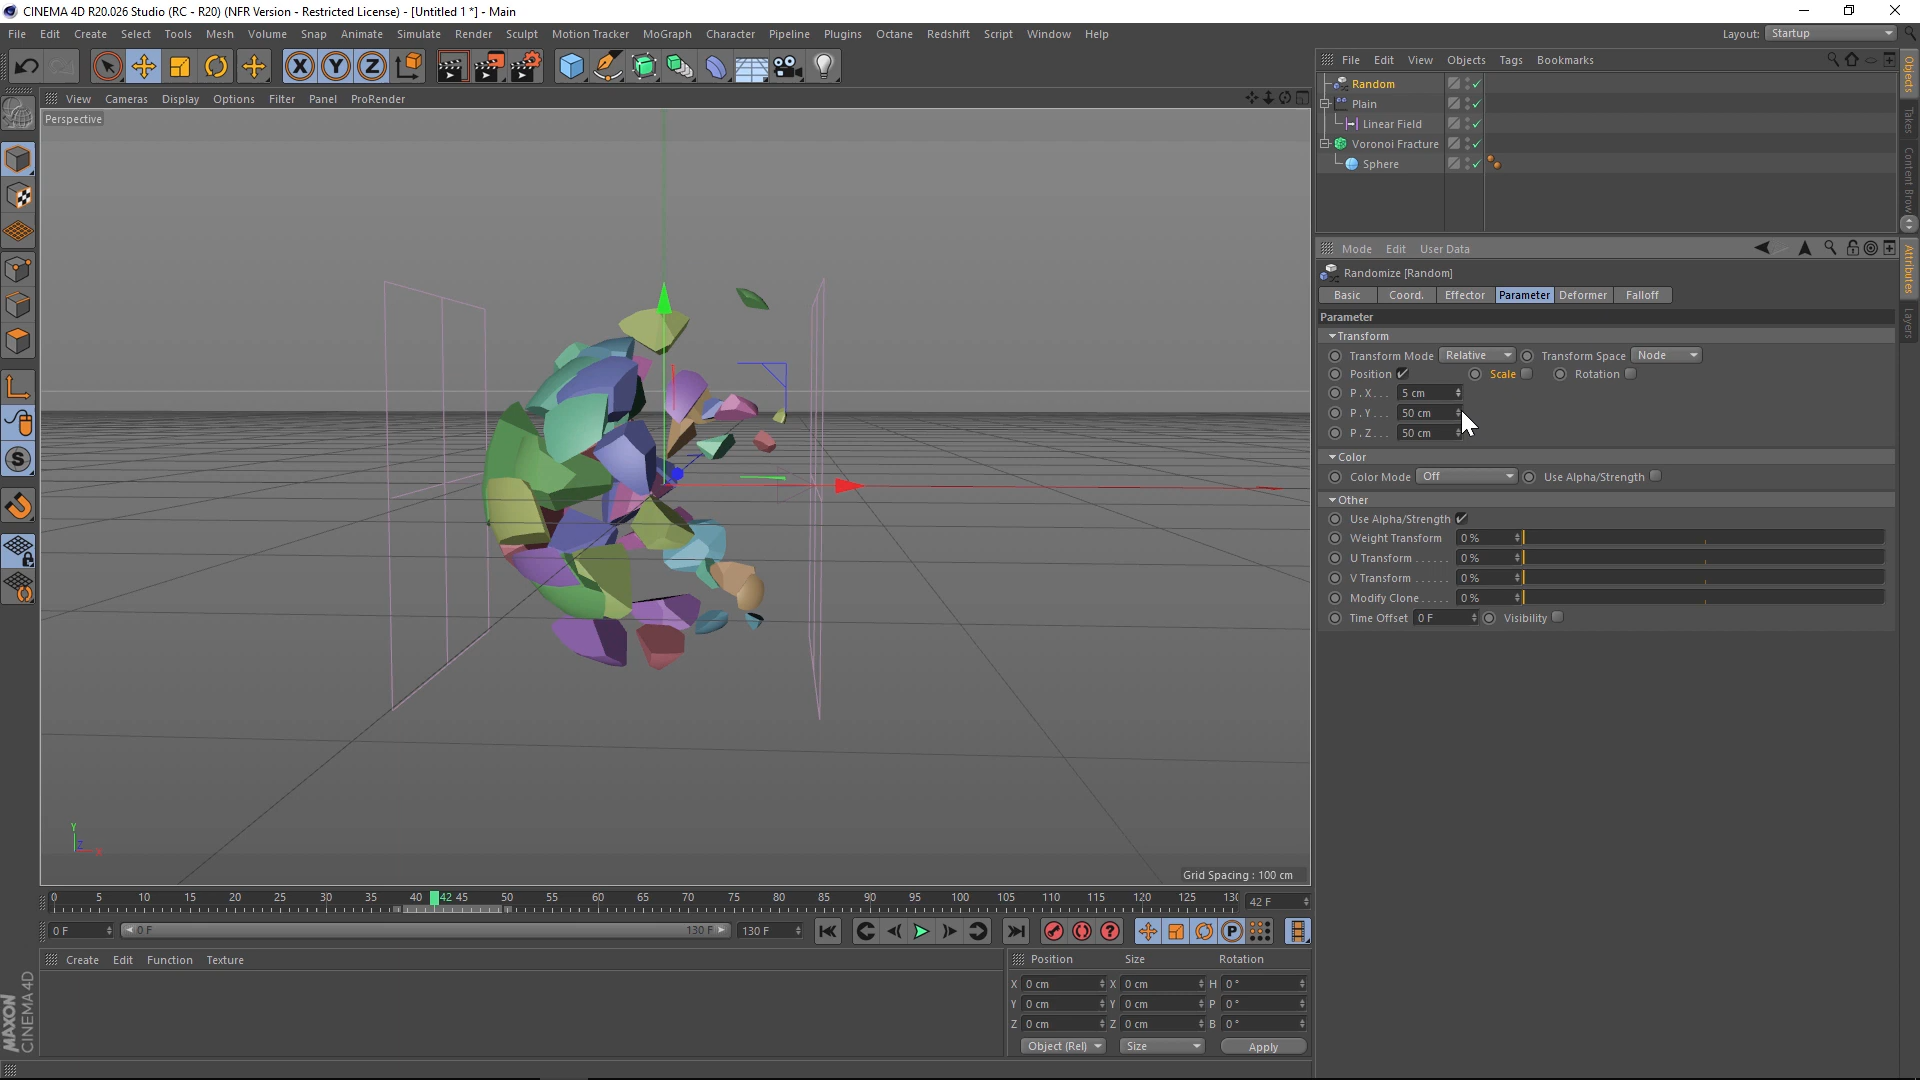 CINEMA 4D R20.026 Studio (RC - R20) (NFR Version - Restricted License) - [Untitled 1 *] - Main
File Edit Create Select Tools Mesh Volume Snap Animate Simulate Render Sculpt Motion Tracker MoGraph Character Pipeline Plugins Octane Redshift Script Window Help
Layout: Startup
File Edit View Objects Tags Bookmarks
Random
Plain
Linear Field
Voronoi Fracture
Sphere
Objects
Takes
Content Brow
Attributes
Layers
View Cameras Display Options Filter Panel ProRender
Perspective
Mode Edit User Data
Randomize [Random]
Basic Coord. Effector Parameter Deformer Falloff
Parameter
Transform
Transform Mode Relative Transform Space Node
Position Scale Rotation
P . X . . . 5 cm
P . Y . . . 50 cm
P . Z . . . 50 cm
Color
Color Mode Off Use Alpha/Strength
Other
Use Alpha/Strength
Weight Transform 0 %
U Transform . . . . . . 0 %
V Transform . . . . . . 0 %
Modify Clone . . . . . 0 %
Time Offset 0 F Visibility
Y
Z
X
Grid Spacing : 100 cm
0 5 10 15 20 25 30 35 40 42 45 50 55 60 65 70 75 80 85 90 95 100 105 110 115 120 125 130
42 F
0 F 0 F 130 F 130 F
P
Create Edit Function Texture
Position Size Rotation
X 0 cm X 0 cm H 0 °
Y 0 cm Y 0 cm P 0 °
Z 0 cm Z 0 cm B 0 °
Object (Rel) Size Apply
MAXON
CINEMA 4D